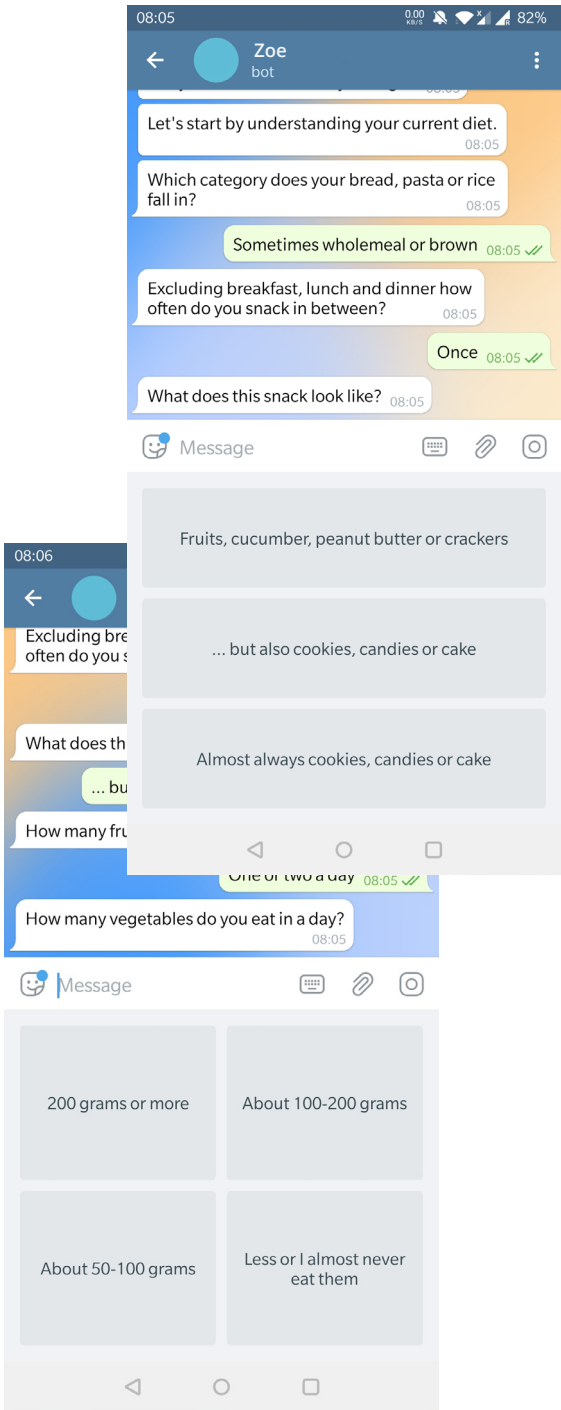 08:05
0.00
KB/S
R
82%
Zoe
bot
Let's start by understanding your current diet.
08:05
Which category does your bread, pasta or rice
fall in?
08:05
Sometimes wholemeal or brown 08:05
Excluding breakfast, lunch and dinner how
often do you snack in between?
08:05
Once 08:05
What does this snack look like? 08:05
Message
Fruits, cucumber, peanut butter or crackers
... but also cookies, candies or cake
Almost always cookies, candies or cake
08:06
Excluding bre
often do you s
What does th
... bu
How many fru
One or two a day 08:05
How many vegetables do you eat in a day?
08:05
Message
200 grams or more
About 100-200 grams
About 50-100 grams
Less or I almost never
eat them